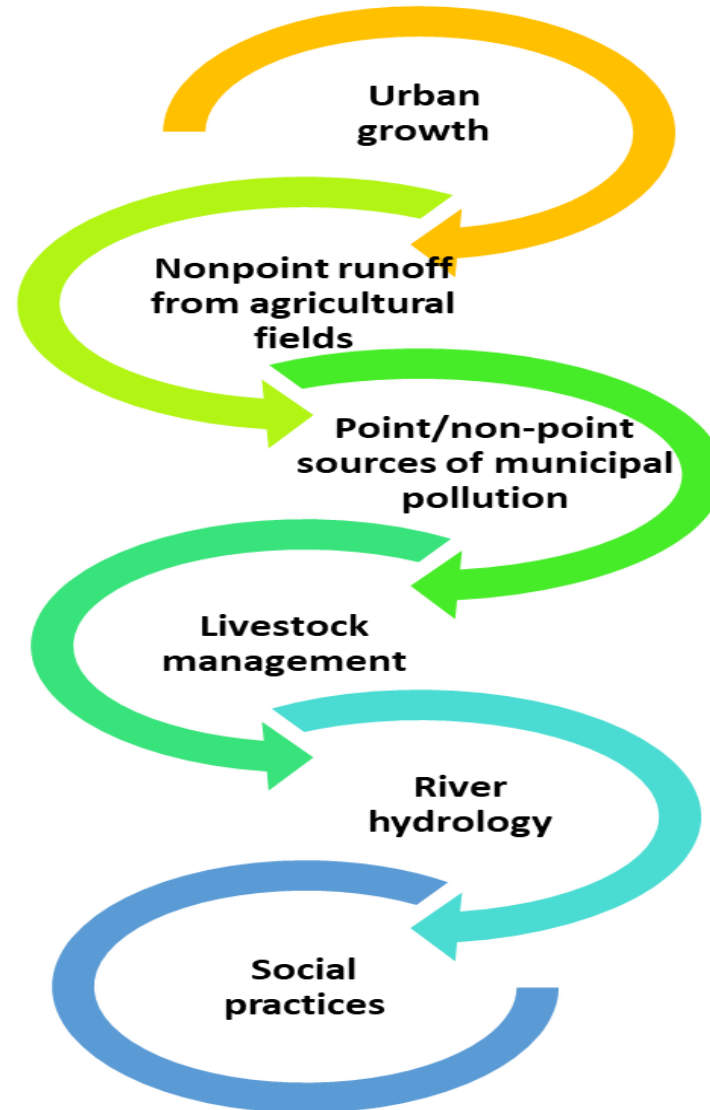 Urban
growth
Nonpoint runoff
from agricultural
fields
Point/non-point
sources of municipal
pollution
Livestock
management
River
hydrology
Social
practices